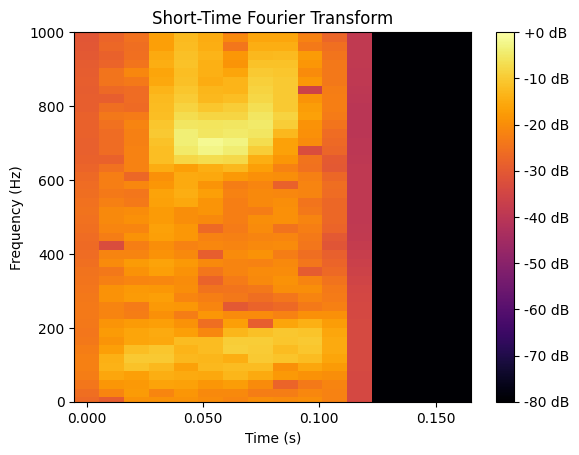 Short-Time Fourier Transform
1000
800
600
400
200
0
Frequency (Hz)
0.000
0.050
0.100
0.150
Time (s)
+0 dB
-10 dB
-20 dB
-30 dB
-40 dB
-50 dB
-60 dB
-70 dB
-80 dB